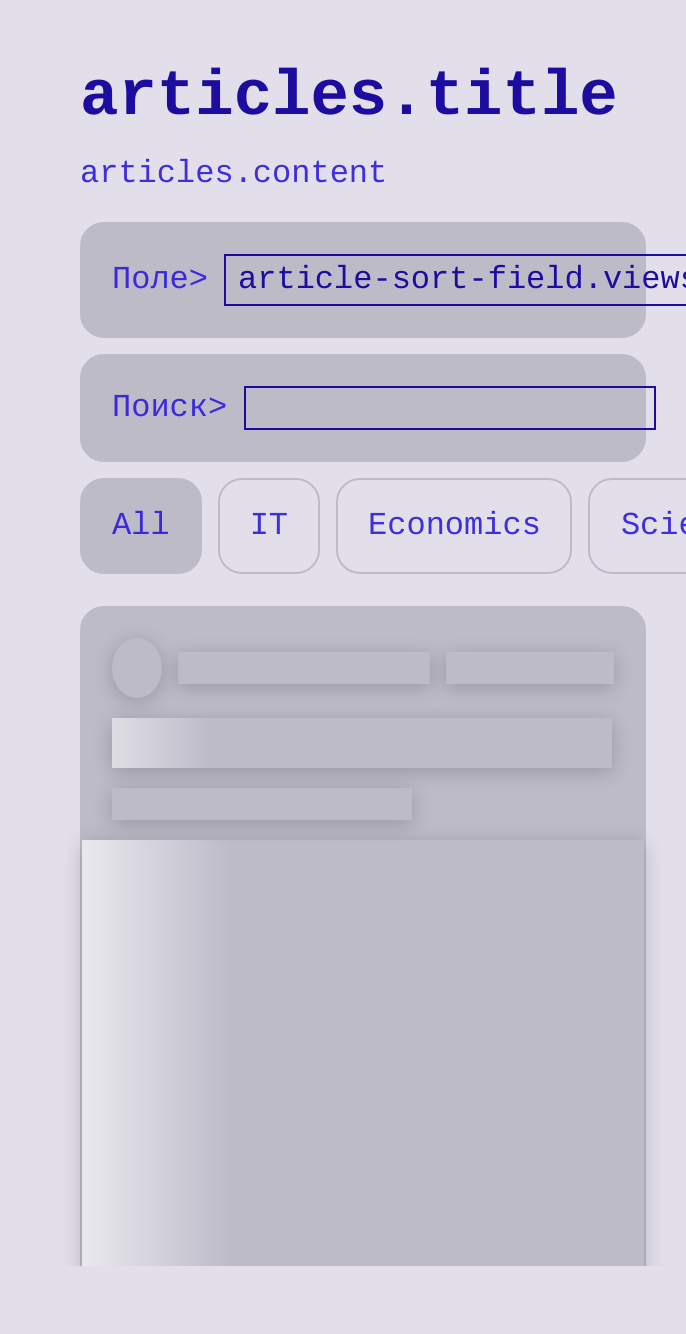 articles.title
articles.content
Поле> article-sort-field.views
Поиск>
All IT Economics Scie